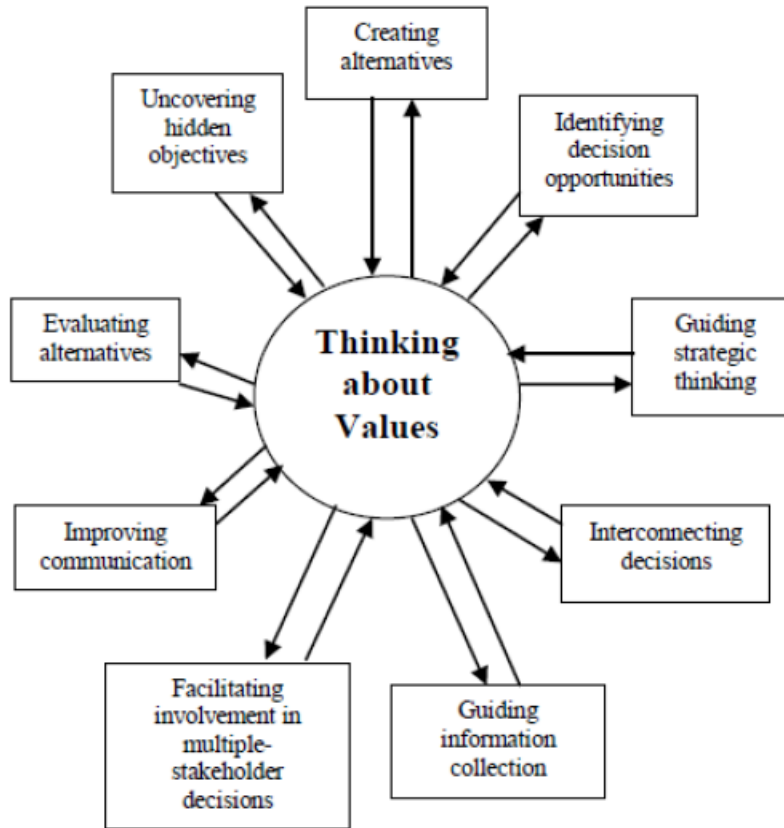 Creating
alternatives
Uncovering
hidden
objectives
Identifying
decision
opportunities
Evaluating
alternatives
Thinking
about
Values
Guiding
strategic
thinking
Improving
communication
Interconnecting
decisions
Facilitating
involvement in
multiple-
stakeholder
decisions
Guiding
information
collection